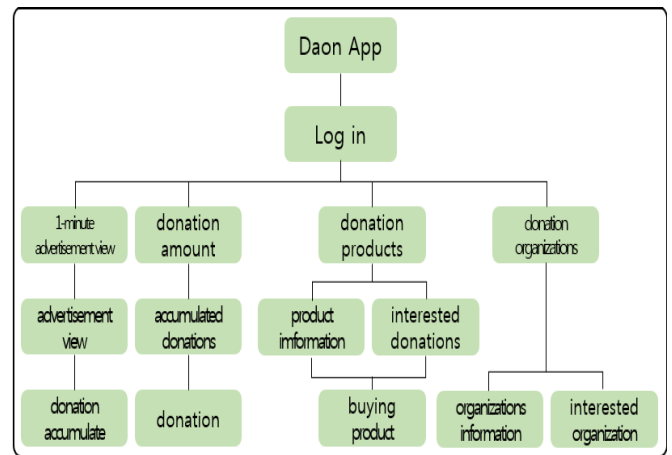 Daon App
Log in
1-minute
advertisement view
donation
amount
donation
products
donation
organizations
advertisement
view
accumulated
donations
product
imformation
interested
donations
donation
accumulate
donation
buying
product
organizations
information
interested
organization